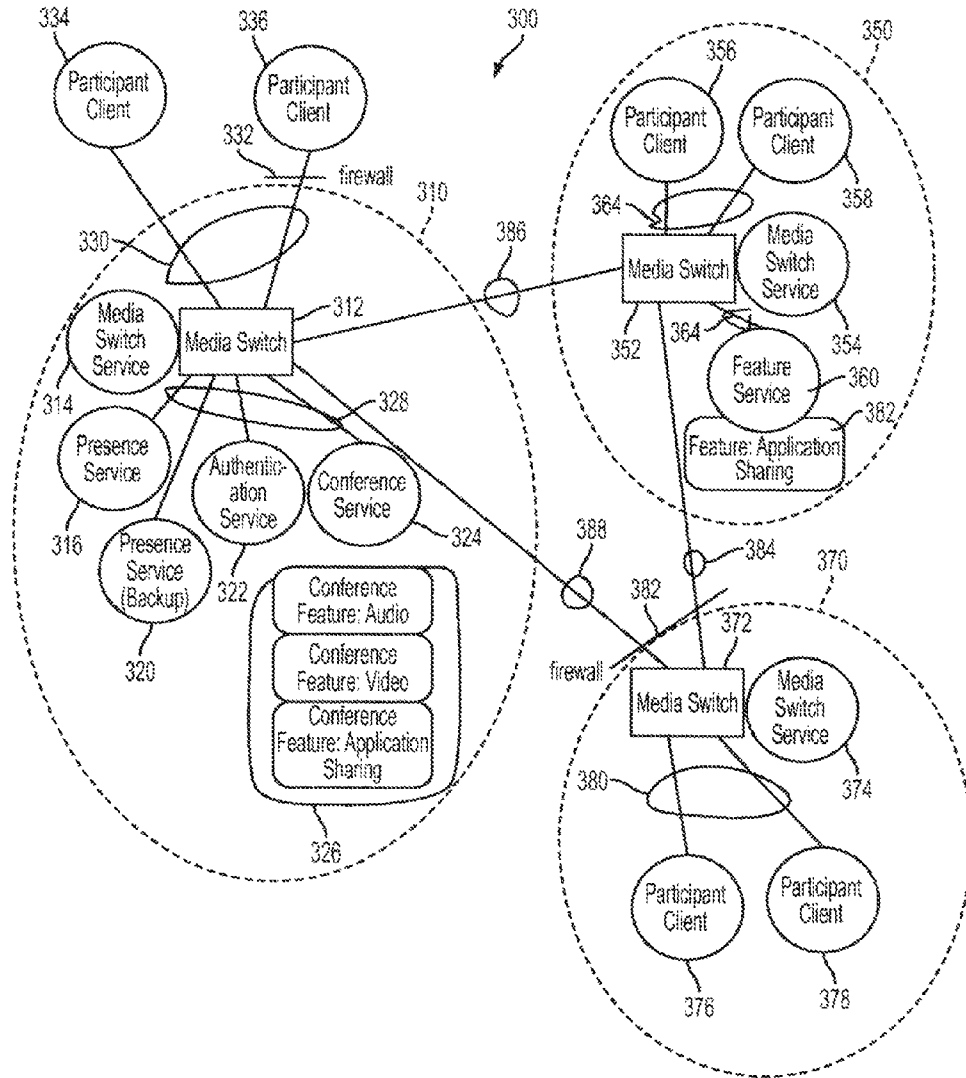 334
336
300
350
356
Participant
Client
Participant
Client
332
firewall
Participant
Client
Participant
Client
358
310
364
330
386
312
Media Switch
Media
Switch
Service
314
Media Switch
Media
Switch
Service
352
364
354
328
Feature
Service
360
382
Feature: Application
Sharing
Presence
Service
316
Authentic-
ation
Service
322
Conference
Service
324
Presence
Service
(Backup)
320
388
384
370
382
372
firewall
Conference
Feature: Audio
Conference
Feature: Video
Conference
Feature: Application
Sharing
326
Media Switch
Media
Switch
Service
374
380
Participant
Client
376
Participant
Client
378